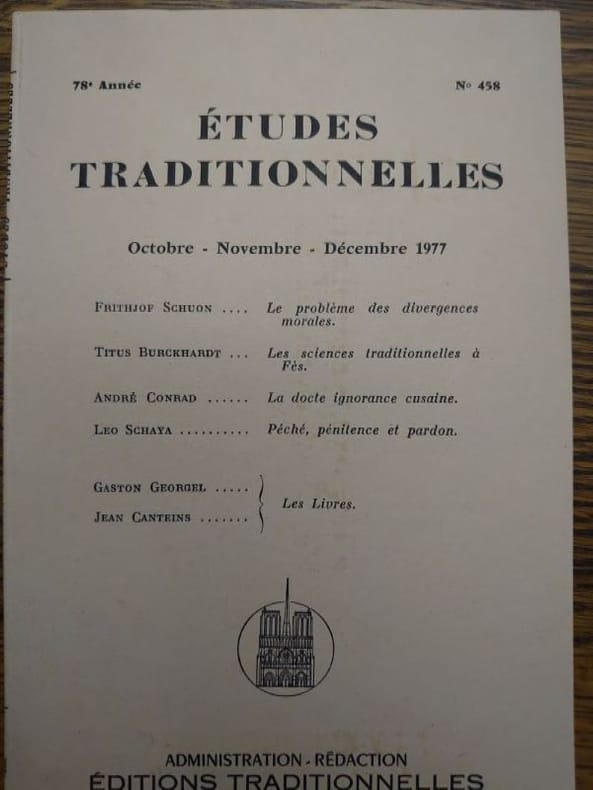 78e Année N° 458
ÉTUDES
TRADITIONNELLES
Octobre - Novembre - Décembre 1977
FRITHJOF SCHUON .... Le problème des divergences
morales.
TITUS BURCKHARDT ... Les sciences traditionnelles à
Fès.
ANDRÉ CONRAD ...... La docte ignorance cusaine.
LEO SCHAYA .......... Péché, pénitence et pardon.
GASTON GEORGEL .....
Les Livres.
JEAN CANTEINS .......
ADMINISTRATION - RÉDACTION
ÉDITIONS TRADITIONNELLES